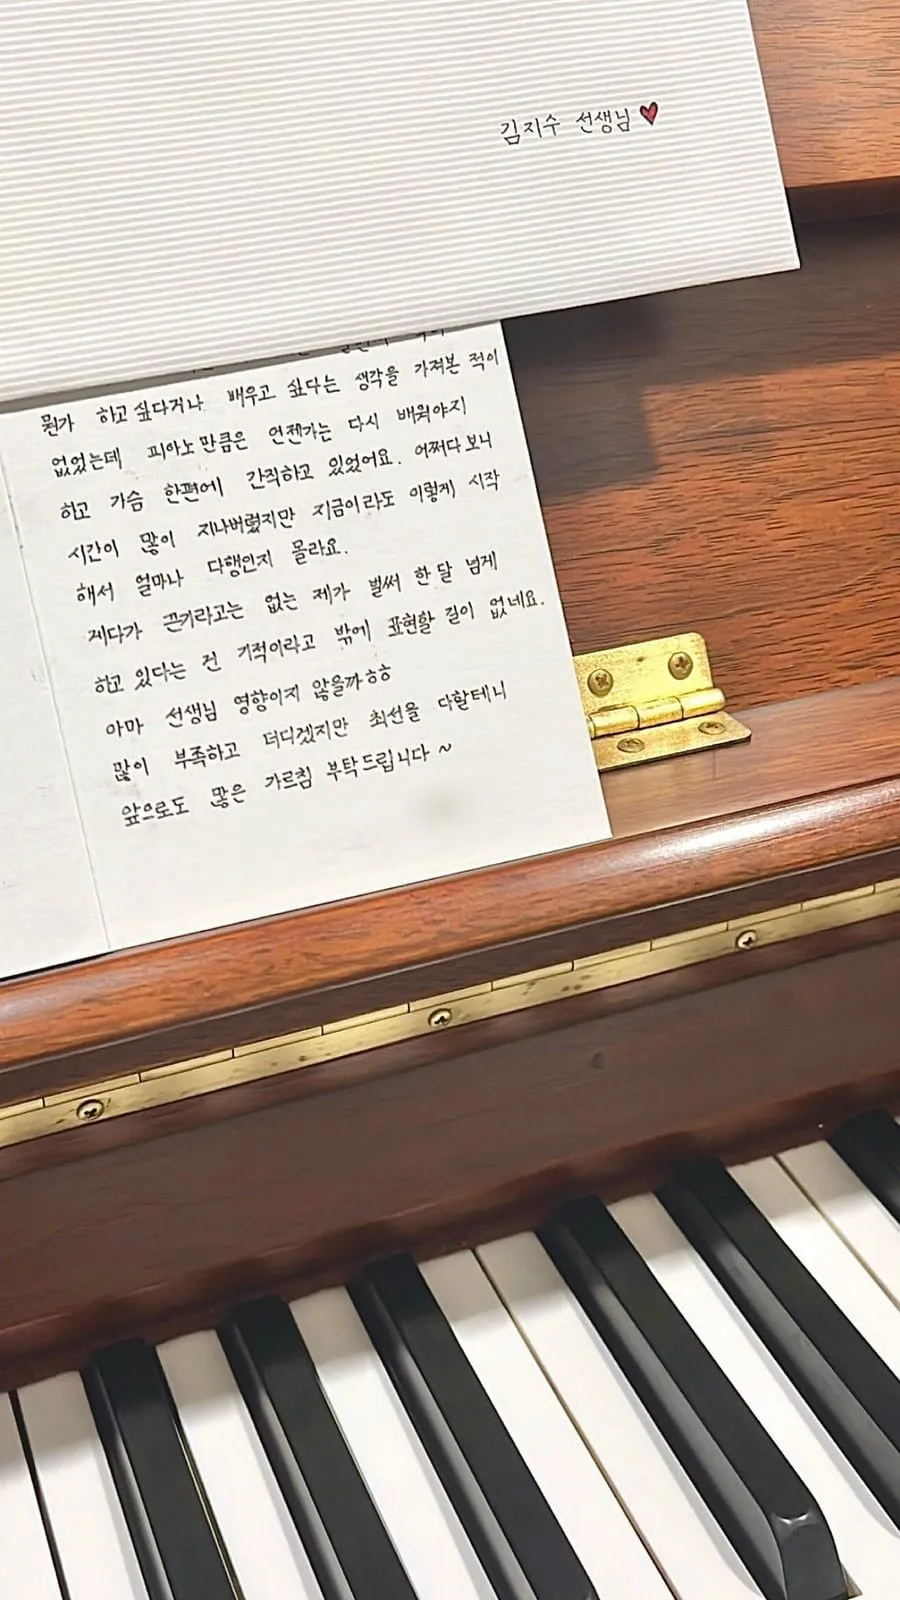 김지수 선생님♥
뭔가 하고싶다거나 배우고 싶다는 생각을 가져본 적이
없었는데 피아노만큼은 언젠가는 다시 배워야지
하고 가슴 한편에 간직하고 있었어요. 어쩌다보니
시간이 많이 지나버렸지만 지금이라도 이렇게 시작
해서 얼마나 다행인지 몰라요.
게다가 끈기라고는 없는 제가 벌써 한달 넘게
하고 있다는 건 기적이라고 밖에 표현할 길이 없네요.
아마 선생님 영향이지 않을까ㅎㅎ
많이 부족하고 더디겠지만 최선을 다할테니
앞으로도 많은 가르침 부탁드립니다~